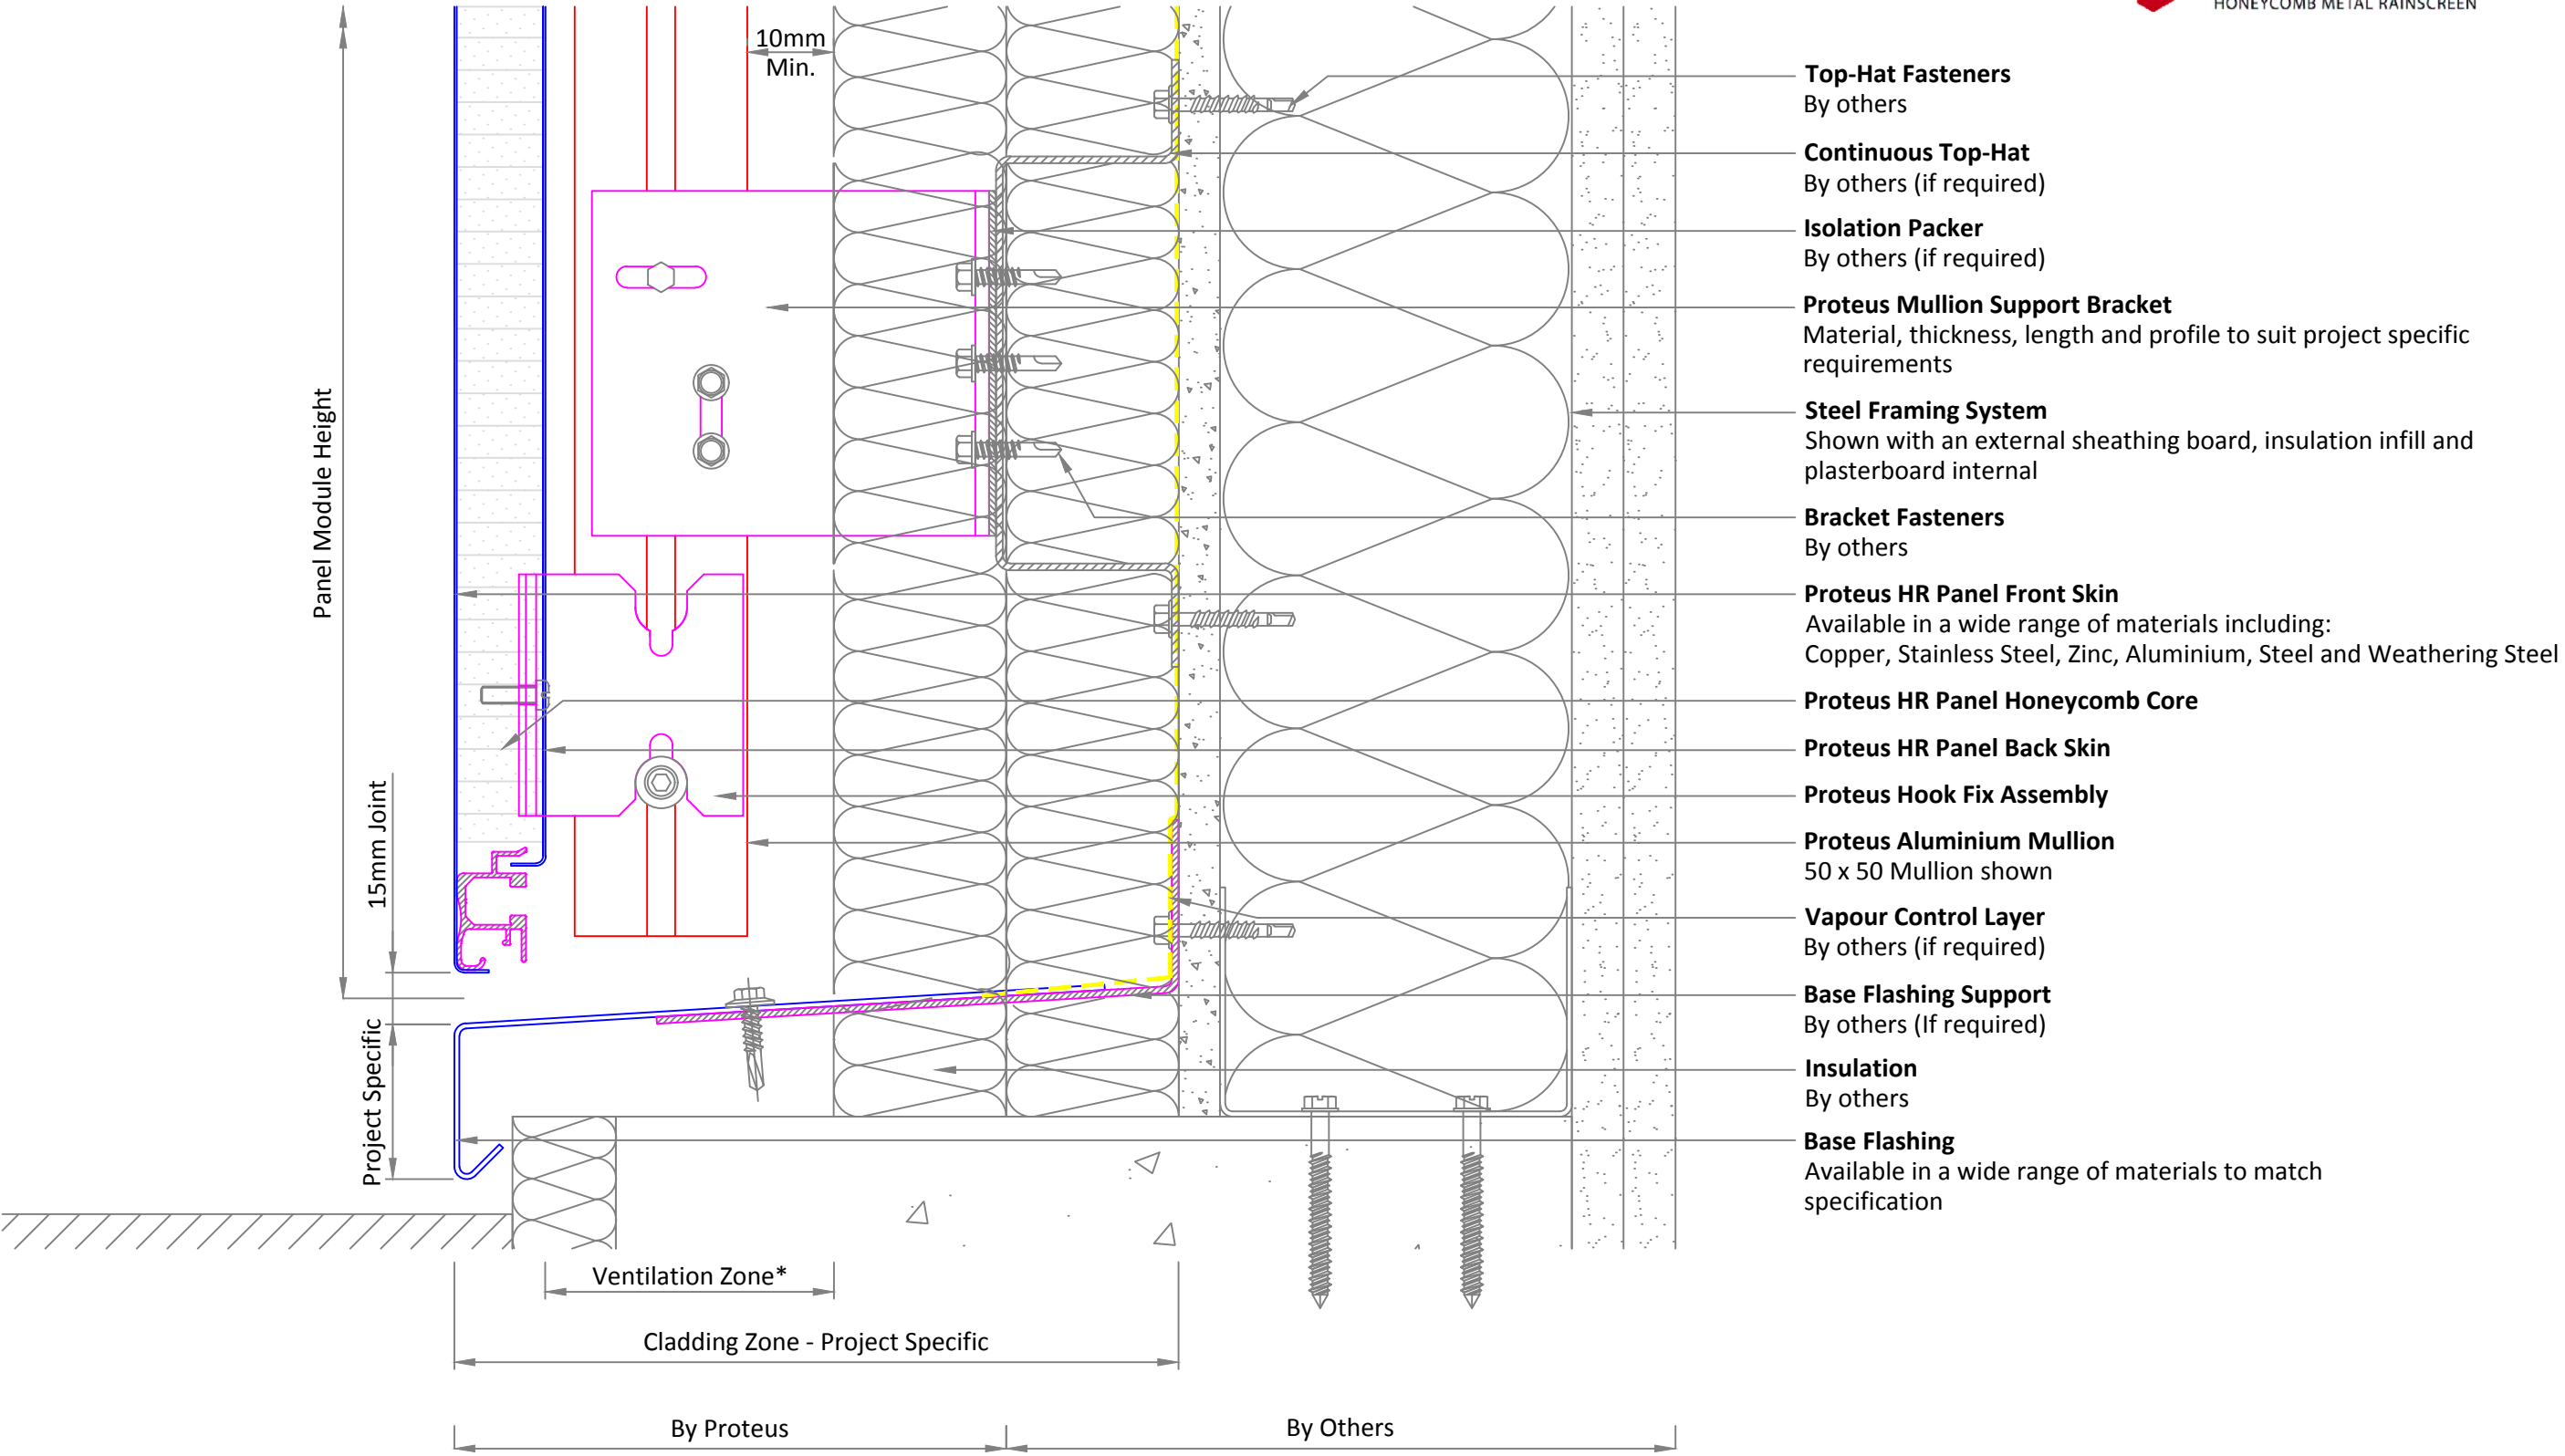 HONEYCOMB METAL RAINSCREEN
10mm
Min.
Top-Hat Fasteners
By others
Continuous Top-Hat
By others (if required)
Isolation Packer
By others (if required)
Proteus Mullion Support Bracket
Material, thickness, length and profile to suit project specific
requirements
Steel Framing System
Shown with an external sheathing board, insulation infill and
plasterboard internal
Bracket Fasteners
By others
Proteus HR Panel Front Skin
Available in a wide range of materials including:
Copper, Stainless Steel, Zinc, Aluminium, Steel and Weathering Steel
Proteus HR Panel Honeycomb Core
Proteus HR Panel Back Skin
Proteus Hook Fix Assembly
Proteus Aluminium Mullion
50 x 50 Mullion shown
Vapour Control Layer
By others (if required)
Base Flashing Support
By others (If required)
Insulation
By others
Base Flashing
Available in a wide range of materials to match
specification
Panel Module Height
15mm Joint
Project Specific
Ventilation Zone*
Cladding Zone - Project Specific
By Proteus
By Others